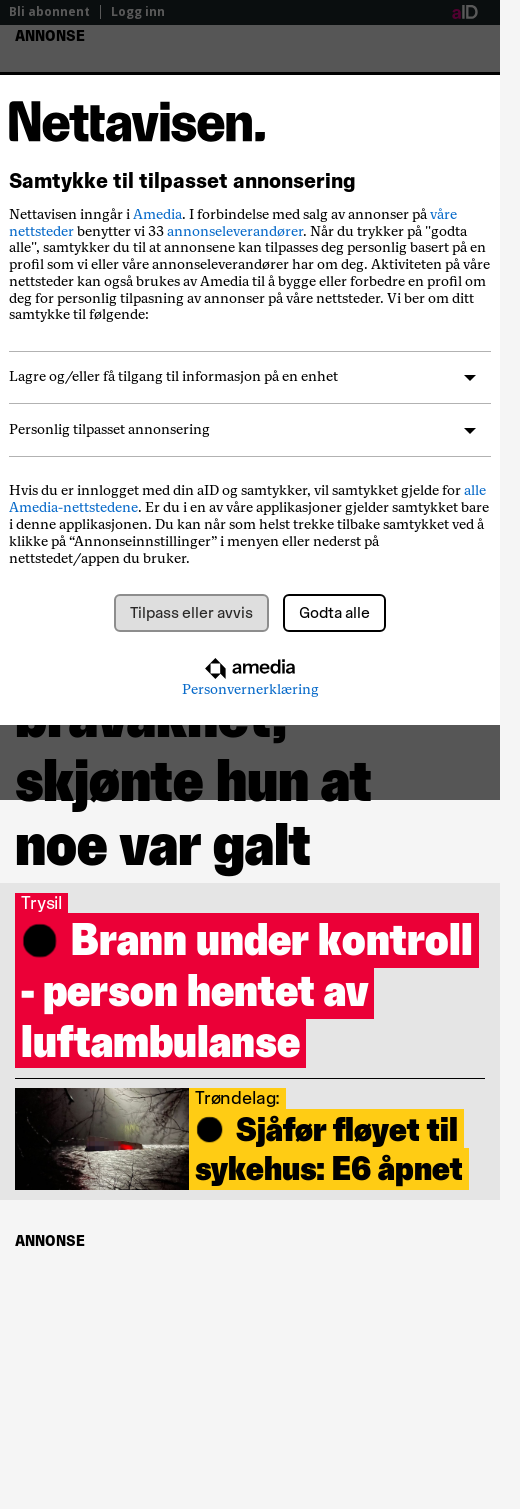 Bli abonnent
Logg inn
aID
ANNONSE
Nettavisen.
Samtykke til tilpasset annonsering
Nettavisen inngår i Amedia. I forbindelse med salg av annonser på våre
nettsteder benytter vi 33 annonseleverandører. Når du trykker på "godta
alle", samtykker du til at annonsene kan tilpasses deg personlig basert på en
profil som vi eller våre annonseleverandører har om deg. Aktiviteten på våre
nettsteder kan også brukes av Amedia til å bygge eller forbedre en profil om
deg for personlig tilpasning av annonser på våre nettsteder. Vi ber om ditt
samtykke til følgende:
Lagre og/eller få tilgang til informasjon på en enhet
Personlig tilpasset annonsering
Hvis du er innlogget med din aID og samtykker, vil samtykket gjelde for alle
Amedia-nettstedene. Er du i en av våre applikasjoner gjelder samtykket bare
i denne applikasjonen. Du kan når som helst trekke tilbake samtykket ved å
klikke på “Annonseinnstillinger” i menyen eller nederst på
nettstedet/appen du bruker.
Tilpass eller avvis
Godta alle
amedia
Personvernerklæring
skjønte hun at
noe var galt
Trysil
Brann under kontroll
- person hentet av
luftambulanse
Trøndelag:
Sjåfør fløyet til
sykehus: E6 åpnet
ANNONSE